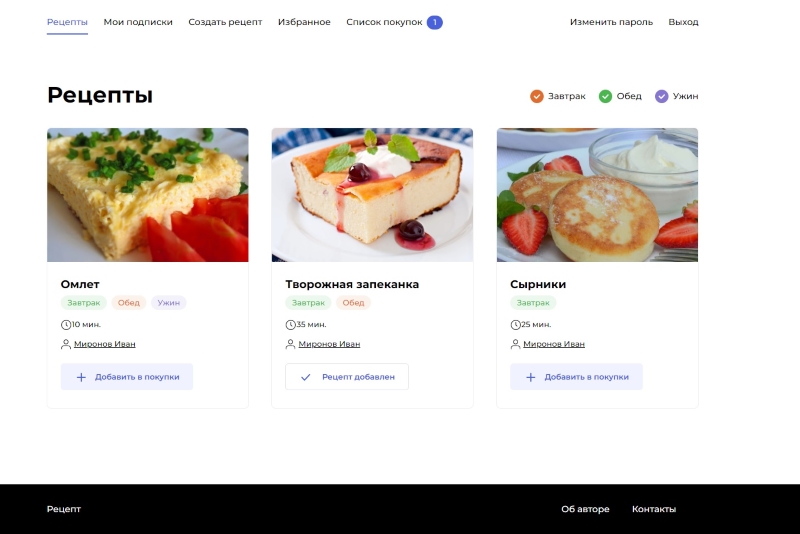 Рецепты Мои подписки Создать рецепт Избранное Список покупок 1 Изменить пароль Выход
Рецепты
Завтрак Обед Ужин
Омлет
Завтрак Обед Ужин
10 мин.
Миронов Иван
Добавить в покупки
Творожная запеканка
Завтрак Обед
35 мин.
Миронов Иван
Рецепт добавлен
Сырники
Завтрак
25 мин.
Миронов Иван
Добавить в покупки
Рецепт Об авторе Контакты